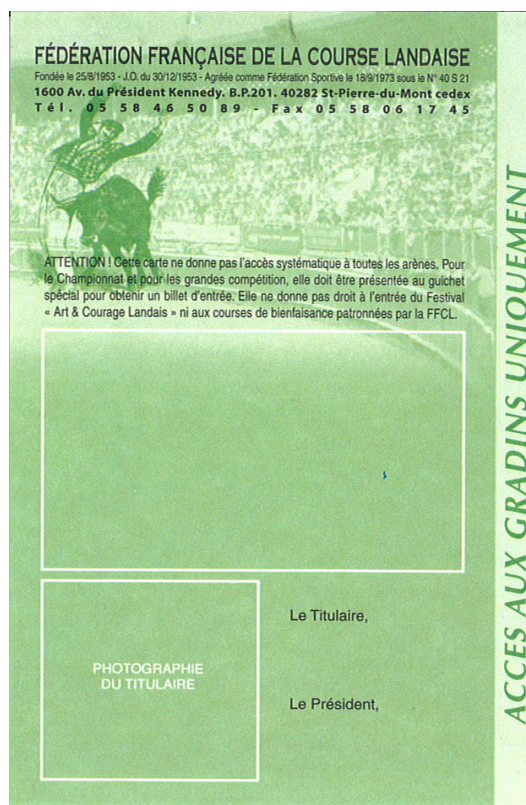 FÉDÉRATION FRANÇAISE DE LA COURSE LANDAISE
Fondée le 25/8/1953 - J.O. du 30/12/1953 - Agréée comme Fédération Sportive le 18/9/1973 sous le N° 40 S 21
1600 Av. du Président Kennedy. B.P.201. 40282 St-Pierre-du-Mont cedex
Tél. 05 58 46 50 89 - Fax 05 58 06 17 45
ATTENTION ! Cette carte ne donne pas l'accès systématique à toutes les arènes. Pour
le Championnat et pour les grandes compétition, elle doit être présentée au guichet
spécial pour obtenir un billet d'entrée. Elle ne donne pas droit à l'entrée du Festival
« Art & Courage Landais » ni aux courses de bienfaisance patronnées par la FFCL.
Le Titulaire,
PHOTOGRAPHIE
DU TITULAIRE
Le Président,
ACCES AUX GRADINS UNIQUEMENT